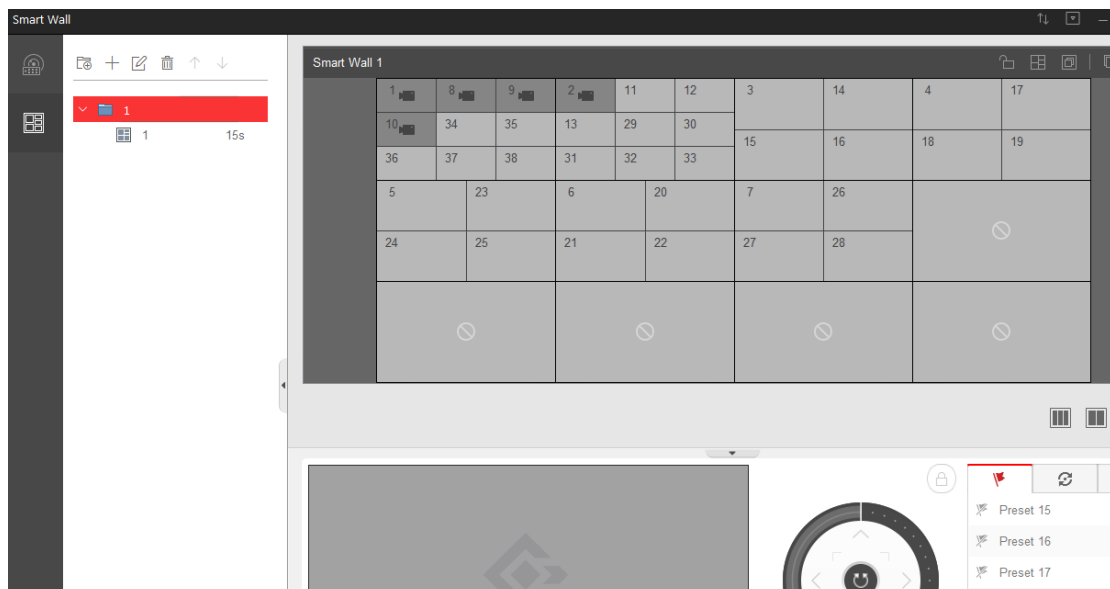 Smart Wall
Smart Wall 1
1
1 15s
1 8 9 2 11 12 3 14 4 17
10 34 35 13 29 30
15 16 18 19
36 37 38 31 32 33
5 23 6 20 7 26
24 25 21 22 27 28
Preset 15
Preset 16
Preset 17